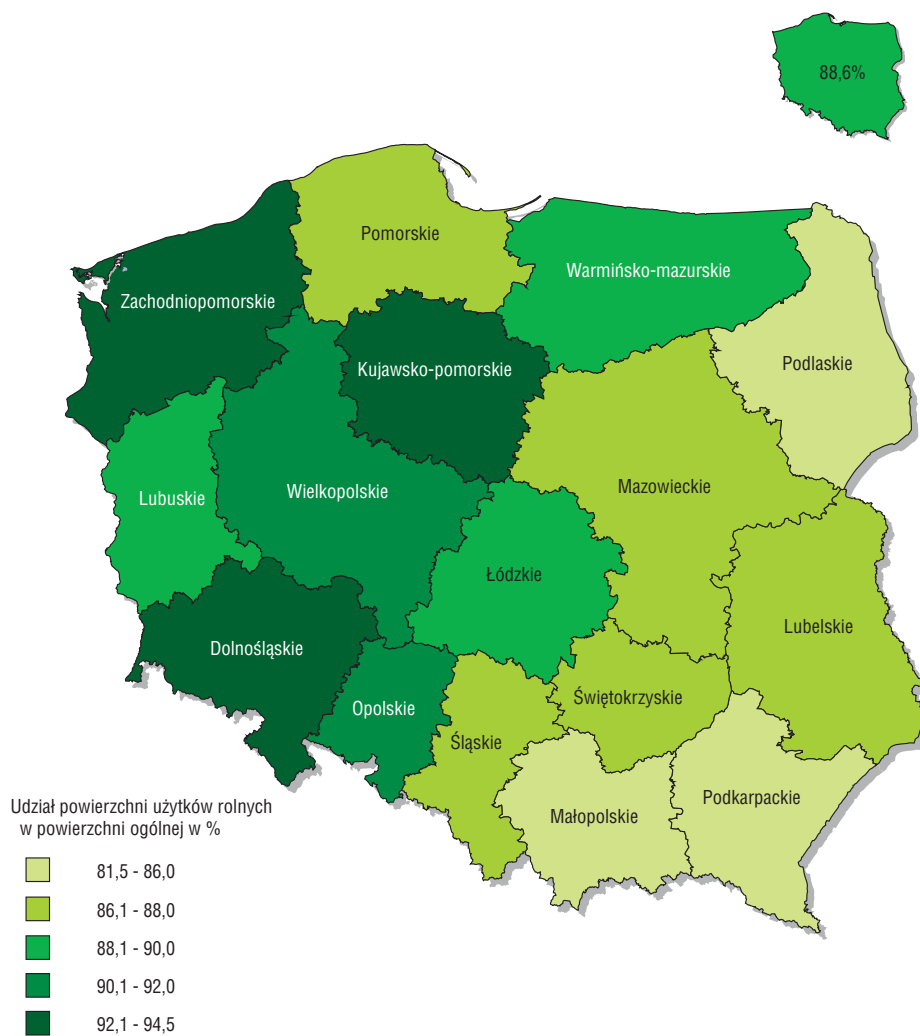 88,6%
Pomorskie
Warmińsko-mazurskie
Zachodniopomorskie
Podlaskie
Kujawsko-pomorskie
Mazowieckie
Wielkopolskie
Lubuskie
Łódzkie
Lubelskie
Dolnośląskie
Świętokrzyskie
Opolskie
Śląskie
Podkarpackie
Małopolskie
Udział powierzchni użytków rolnych
w powierzchni ogólnej w %
81,5 - 86,0
86,1 - 88,0
88,1 - 90,0
90,1 - 92,0
92,1 - 94,5